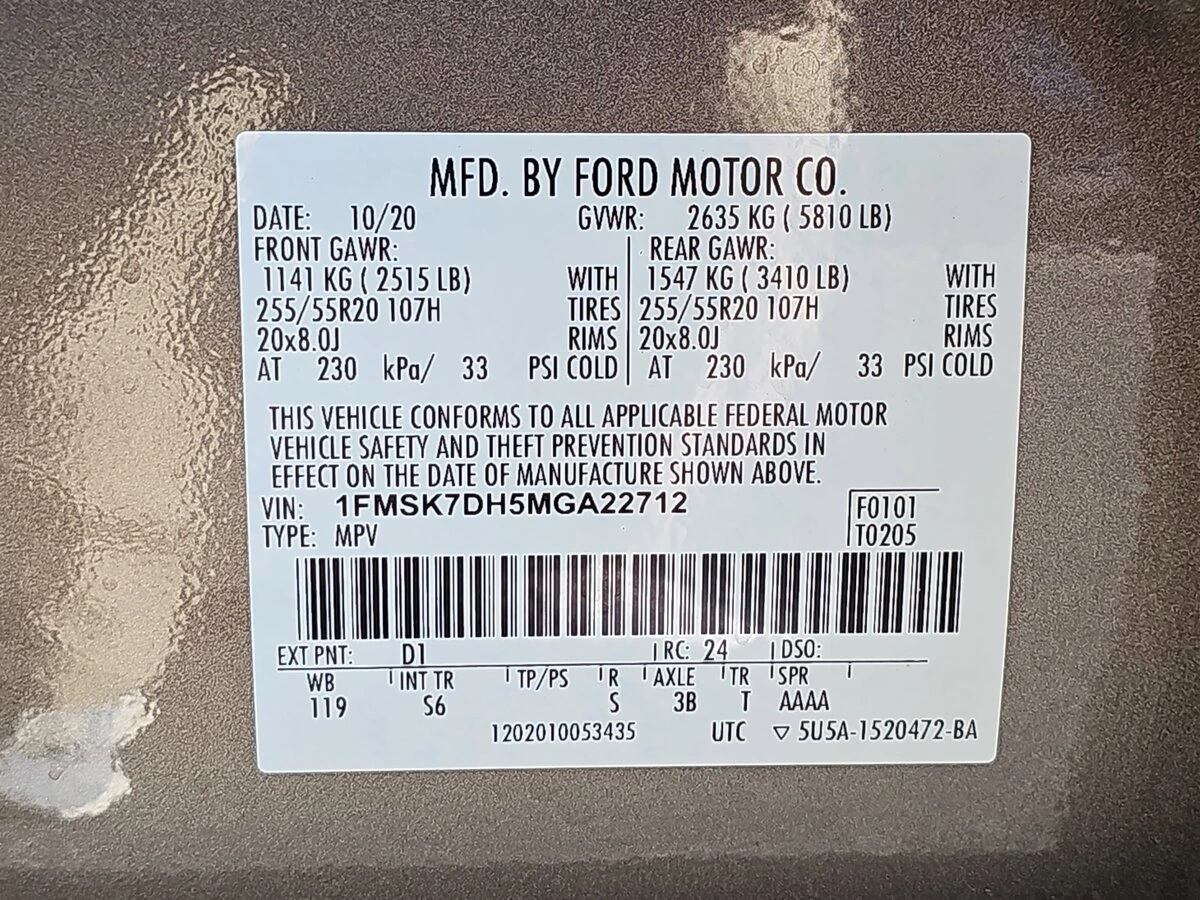 MFD. BY FORD MOTOR CO.
DATE: 10/20 GVWR: 2635 KG ( 5810 LB)
FRONT GAWR: REAR GAWR:
1141 KG ( 2515 LB) WITH 1547 KG ( 3410 LB) WITH
255/55R20 107H TIRES 255/55R20 107H TIRES
20x8.0J RIMS 20x8.0J RIMS
AT 230 kPa/ 33 PSI COLD AT 230 kPa/ 33 PSI COLD
THIS VEHICLE CONFORMS TO ALL APPLICABLE FEDERAL MOTOR
VEHICLE SAFETY AND THEFT PREVENTION STANDARDS IN
EFFECT ON THE DATE OF MANUFACTURE SHOWN ABOVE.
VIN: 1FMSK7DH5MGA22712 F0101
TYPE: MPV T0205
EXT PNT: D1 RC: 24 DSO:
WB INT TR TP/PS R AXLE TR SPR
119 S6 S 3B T AAAA
1202010053435 UTC ▽ 5U5A-1520472-BA